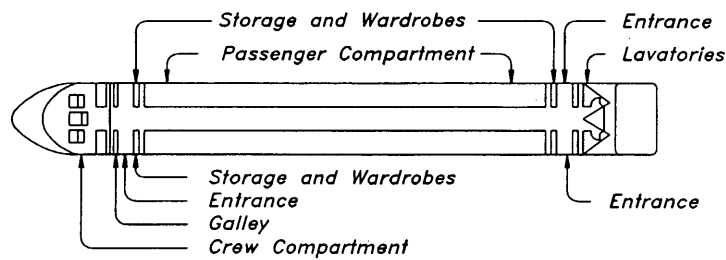 Storage and Wardrobes
Entrance
Passenger Compartment
Lavatories
Storage and Wardrobes
Entrance
Entrance
Galley
Crew Compartment